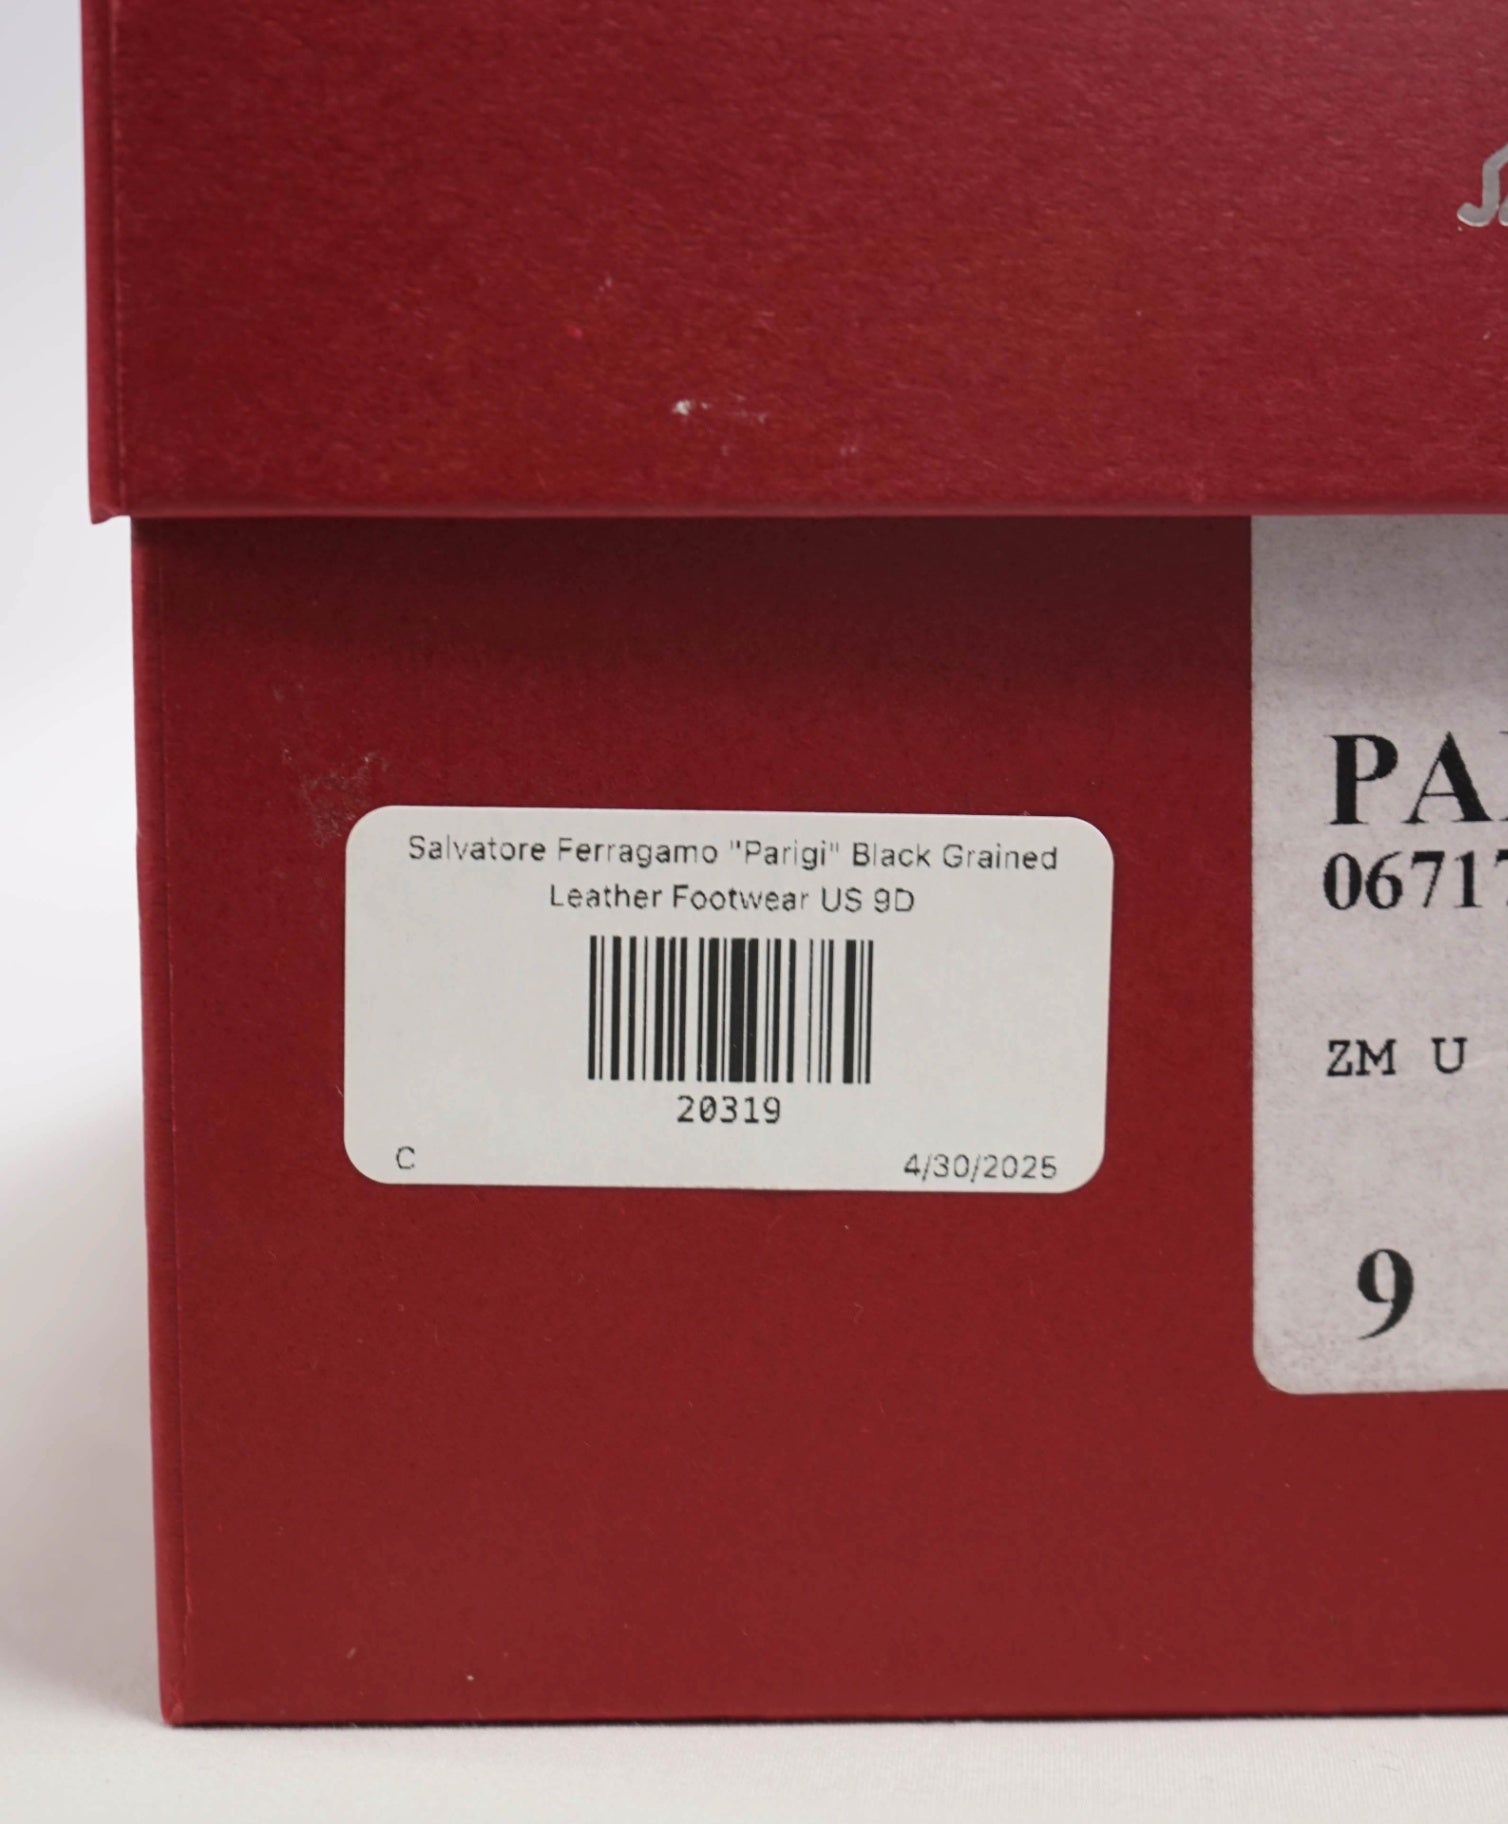 Salvatore Ferragamo "Parigi" Black Grained
Leather Footwear US 9D
20319
C
4/30/2025
PA
0671
ZM U
9